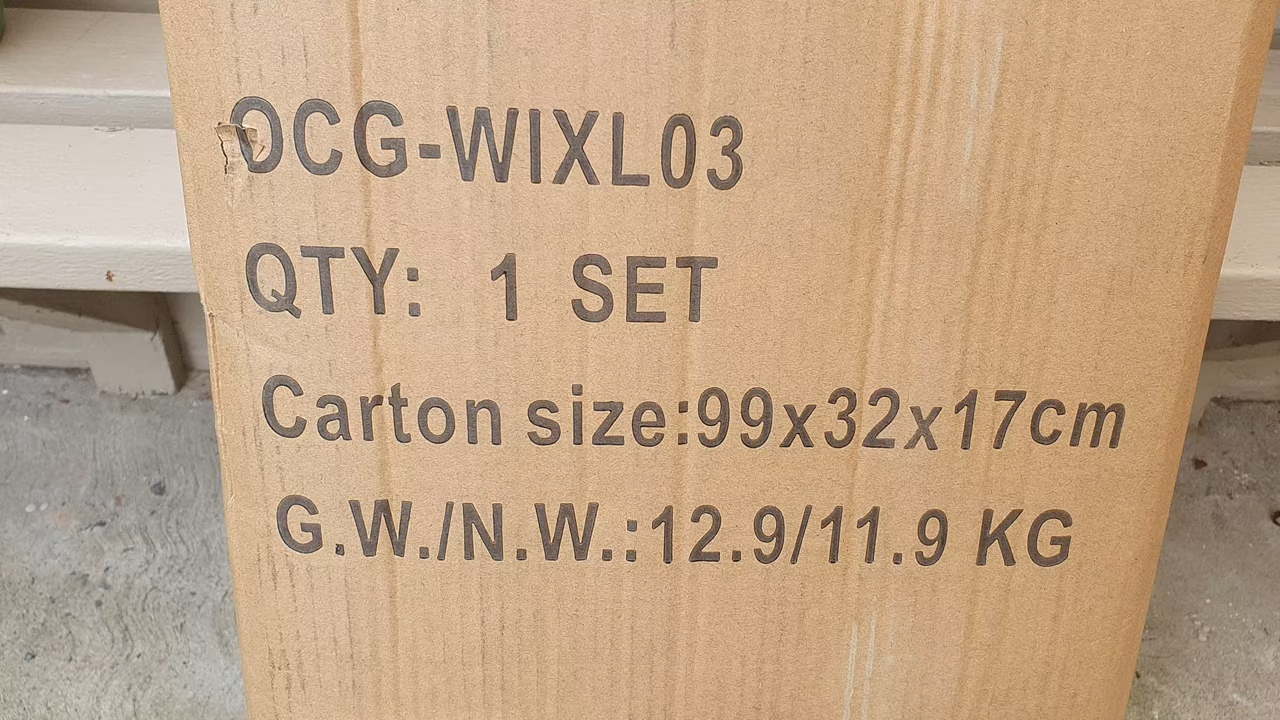 OCG-WIXL03
QTY: 1 SET
Carton size:99x32x17cm
G.W./N.W.:12.9/11.9 KG